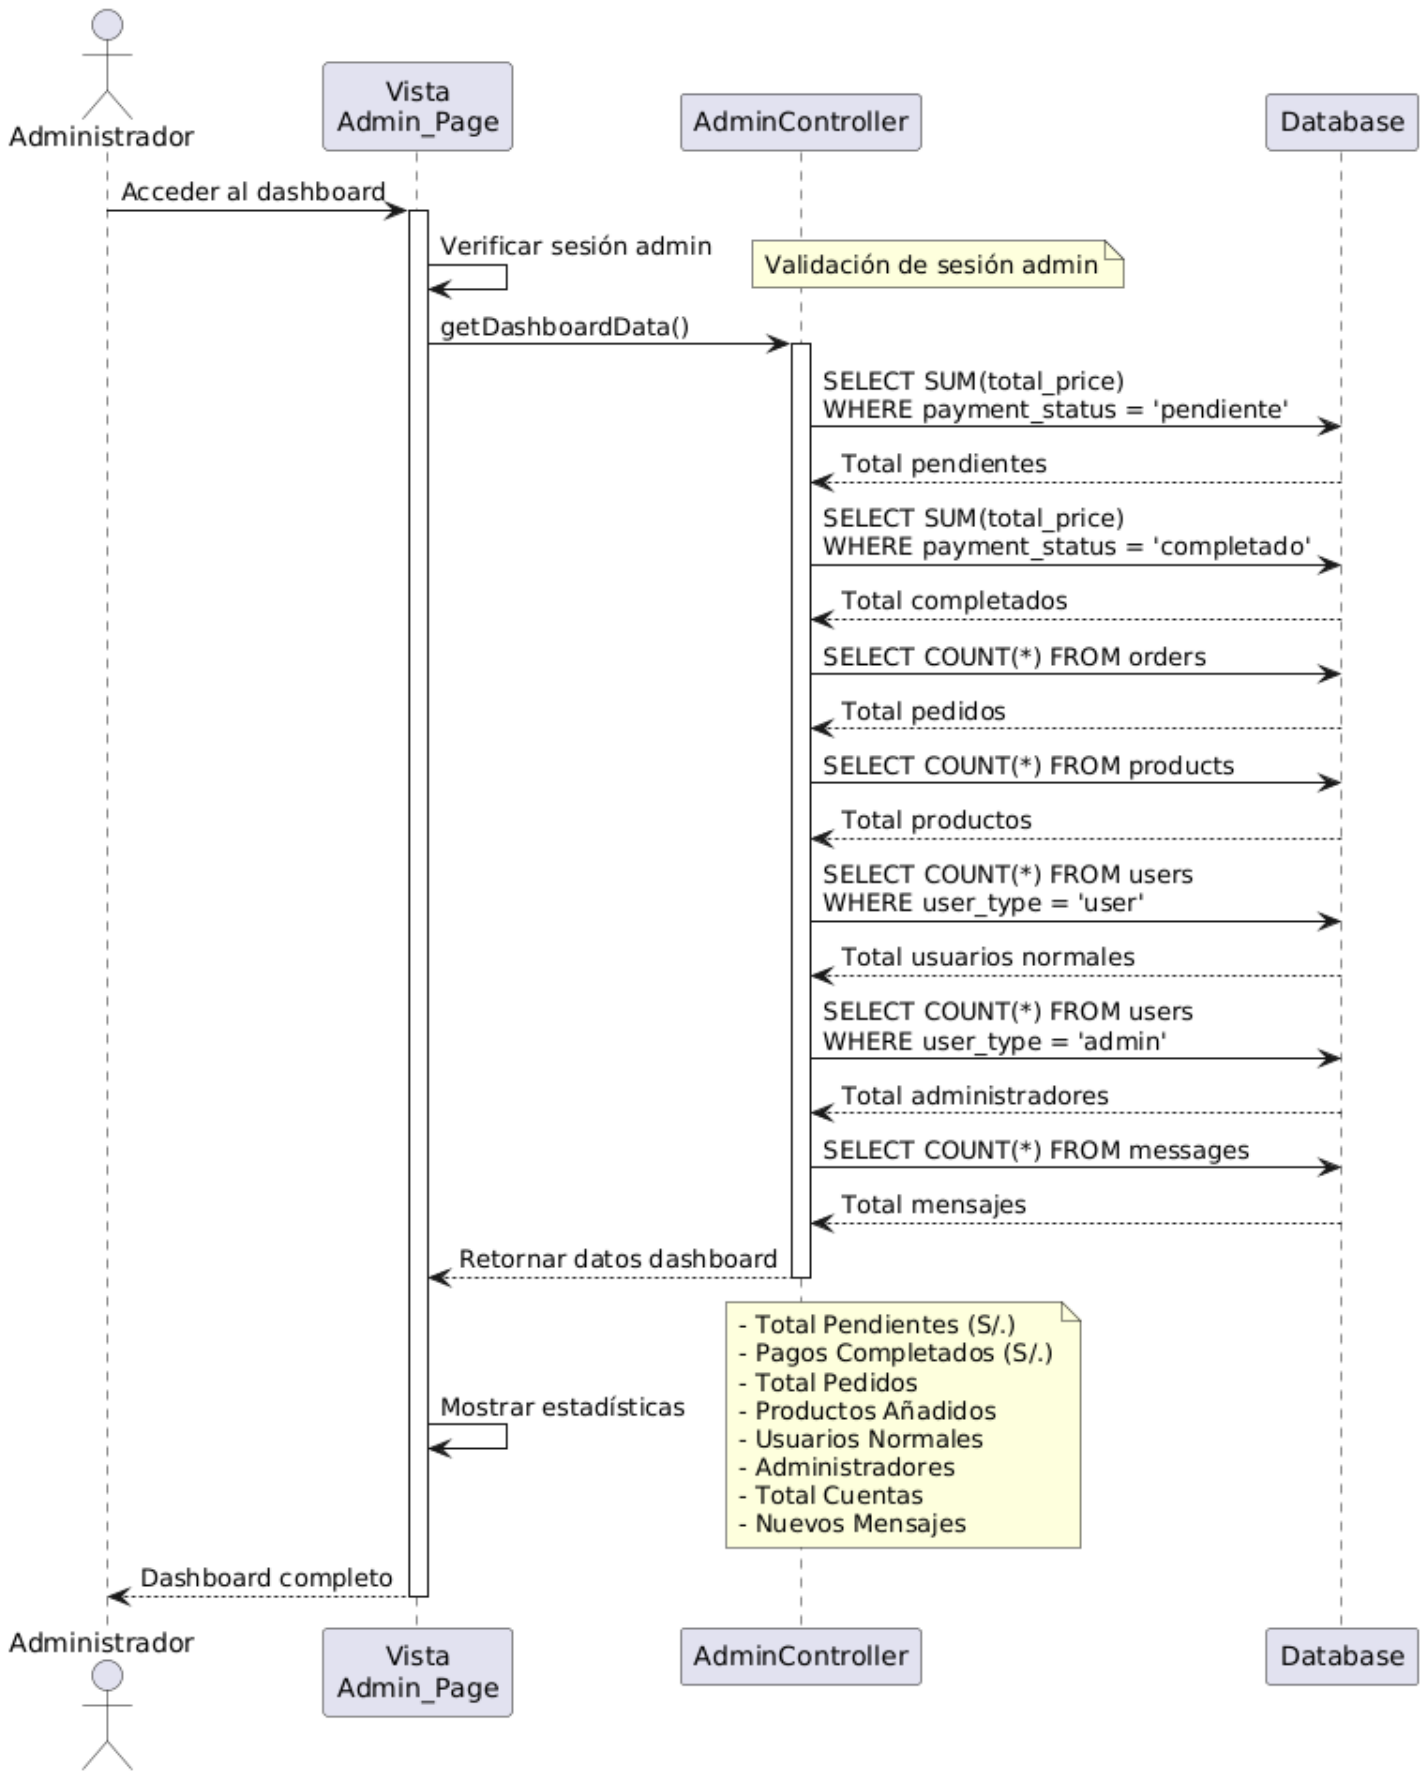 Administrador
Vista
Admin_Page
AdminController
Database
Acceder al dashboard
Verificar sesión admin
Validación de sesión admin
getDashboardData()
SELECT SUM(total_price)
WHERE payment_status = 'pendiente'
Total pendientes
SELECT SUM(total_price)
WHERE payment_status = 'completado'
Total completados
SELECT COUNT(*) FROM orders
Total pedidos
SELECT COUNT(*) FROM products
Total productos
SELECT COUNT(*) FROM users
WHERE user_type = 'user'
Total usuarios normales
SELECT COUNT(*) FROM users
WHERE user_type = 'admin'
Total administradores
SELECT COUNT(*) FROM messages
Total mensajes
Retornar datos dashboard
- Total Pendientes (S/.)
- Pagos Completados (S/.)
- Total Pedidos
- Productos Añadidos
- Usuarios Normales
- Administradores
- Total Cuentas
- Nuevos Mensajes
Mostrar estadísticas
Dashboard completo
Administrador
Vista
Admin_Page
AdminController
Database